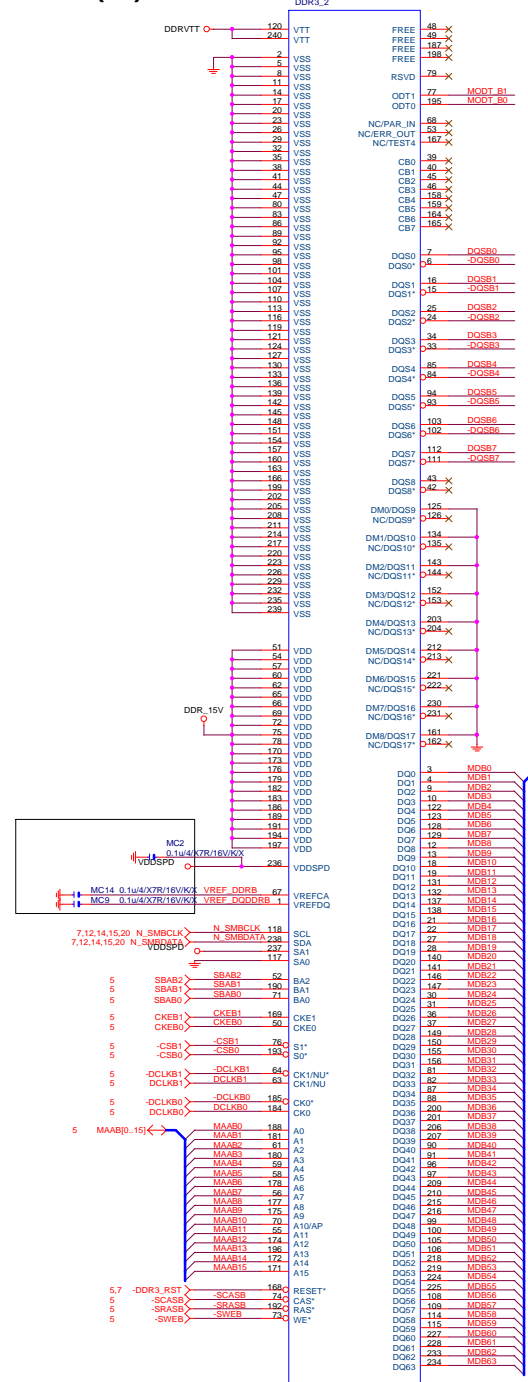 DDR3_2
DDRVTT
120 VTT
240 VTT
2 VSS
5 VSS
8 VSS
11 VSS
14 VSS
17 VSS
20 VSS
23 VSS
26 VSS
29 VSS
32 VSS
35 VSS
38 VSS
41 VSS
44 VSS
47 VSS
80 VSS
83 VSS
86 VSS
89 VSS
92 VSS
95 VSS
98 VSS
101 VSS
104 VSS
107 VSS
110 VSS
113 VSS
116 VSS
119 VSS
121 VSS
124 VSS
127 VSS
130 VSS
133 VSS
136 VSS
139 VSS
142 VSS
145 VSS
148 VSS
151 VSS
154 VSS
157 VSS
160 VSS
163 VSS
166 VSS
199 VSS
202 VSS
205 VSS
208 VSS
211 VSS
214 VSS
217 VSS
220 VSS
223 VSS
226 VSS
229 VSS
232 VSS
235 VSS
239 VSS
DDR_15V
51 VDD
54 VDD
57 VDD
60 VDD
62 VDD
65 VDD
66 VDD
69 VDD
72 VDD
75 VDD
78 VDD
170 VDD
173 VDD
176 VDD
179 VDD
182 VDD
183 VDD
186 VDD
189 VDD
191 VDD
194 VDD
197 VDD
MC2
0.1u/4/X7R/16V/K/X
VDDSPD 236 VDDSPD
MC14 0.1u/4/X7R/16V/K/X VREF_DDRB 67 VREFCA
MC9 0.1u/4/X7R/16V/K/X VREF_DQDDRB 1 VREFDQ
7,12,14,15,20 N_SMBCLK N_SMBCLK 118 SCL
7,12,14,15,20 N_SMBDATA N_SMBDATA 238 SDA
VDDSPD 237 SA1
117 SA0
5 SBAB2 SBAB2 52 BA2
5 SBAB1 SBAB1 190 BA1
5 SBAB0 SBAB0 71 BA0
5 CKEB1 CKEB1 169 CKE1
5 CKEB0 CKEB0 50 CKE0
5 -CSB1 -CSB1 76 S1*
5 -CSB0 -CSB0 193 S0*
5 -DCLKB1 -DCLKB1 64 CK1/NU*
5 DCLKB1 DCLKB1 63 CK1/NU
5 -DCLKB0 -DCLKB0 185 CK0*
5 DCLKB0 DCLKB0 184 CK0
5 MAAB[0..15]
MAAB0 188 A0
MAAB1 181 A1
MAAB2 61 A2
MAAB3 180 A3
MAAB4 59 A4
MAAB5 58 A5
MAAB6 178 A6
MAAB7 56 A7
MAAB8 177 A8
MAAB9 175 A9
MAAB10 70 A10/AP
MAAB11 55 A11
MAAB12 174 A12
MAAB13 196 A13
MAAB14 172 A14
MAAB15 171 A15
5,7 -DDR3_RST 168 RESET*
5 -SCASB -SCASB 74 CAS*
5 -SRASB -SRASB 192 RAS*
5 -SWEB -SWEB 73 WE*
FREE 48
FREE 49
FREE 187
FREE 198
RSVD 79
ODT1 77 MODT_B1
ODT0 195 MODT_B0
NC/PAR_IN 68
NC/ERR_OUT 53
NC/TEST4 167
CB0 39
CB1 40
CB2 45
CB3 46
CB4 158
CB5 159
CB6 164
CB7 165
DQS0 7 DQSB0
DQS0* 6 -DQSB0
DQS1 16 DQSB1
DQS1* 15 -DQSB1
DQS2 25 DQSB2
DQS2* 24 -DQSB2
DQS3 34 DQSB3
DQS3* 33 -DQSB3
DQS4 85 DQSB4
DQS4* 84 -DQSB4
DQS5 94 DQSB5
DQS5* 93 -DQSB5
DQS6 103 DQSB6
DQS6* 102 -DQSB6
DQS7 112 DQSB7
DQS7* 111 -DQSB7
DQS8 43
DQS8* 42
DM0/DQS9 125
NC/DQS9* 126
DM1/DQS10 134
NC/DQS10* 135
DM2/DQS11 143
NC/DQS11* 144
DM3/DQS12 152
NC/DQS12* 153
DM4/DQS13 203
NC/DQS13* 204
DM5/DQS14 212
NC/DQS14* 213
DM6/DQS15 221
NC/DQS15* 222
DM7/DQS16 230
NC/DQS16* 231
DM8/DQS17 161
NC/DQS17* 162
DQ0 3 MDB0
DQ1 4 MDB1
DQ2 9 MDB2
DQ3 10 MDB3
DQ4 122 MDB4
DQ5 123 MDB5
DQ6 128 MDB6
DQ7 129 MDB7
DQ8 12 MDB8
DQ9 13 MDB9
DQ10 18 MDB10
DQ11 19 MDB11
DQ12 131 MDB12
DQ13 132 MDB13
DQ14 137 MDB14
DQ15 138 MDB15
DQ16 21 MDB16
DQ17 22 MDB17
DQ18 27 MDB18
DQ19 28 MDB19
DQ20 140 MDB20
DQ21 141 MDB21
DQ22 146 MDB22
DQ23 147 MDB23
DQ24 30 MDB24
DQ25 31 MDB25
DQ26 36 MDB26
DQ27 37 MDB27
DQ28 149 MDB28
DQ29 150 MDB29
DQ30 155 MDB30
DQ31 156 MDB31
DQ32 81 MDB32
DQ33 82 MDB33
DQ34 87 MDB34
DQ35 88 MDB35
DQ36 200 MDB36
DQ37 201 MDB37
DQ38 206 MDB38
DQ39 207 MDB39
DQ40 90 MDB40
DQ41 91 MDB41
DQ42 96 MDB42
DQ43 97 MDB43
DQ44 209 MDB44
DQ45 210 MDB45
DQ46 215 MDB46
DQ47 216 MDB47
DQ48 99 MDB48
DQ49 100 MDB49
DQ50 105 MDB50
DQ51 106 MDB51
DQ52 218 MDB52
DQ53 219 MDB53
DQ54 224 MDB54
DQ55 225 MDB55
DQ56 108 MDB56
DQ57 109 MDB57
DQ58 114 MDB58
DQ59 115 MDB59
DQ60 227 MDB60
DQ61 228 MDB61
DQ62 233 MDB62
DQ63 234 MDB63